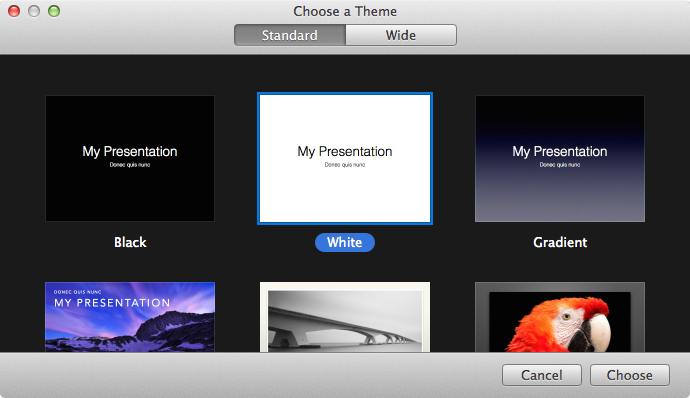 Choose a Theme
Standard
Wide
My Presentation
Donec quis nunc
My Presentation
Donec quis nunc
My Presentation
Donec quis nunc
Black
White
Gradient
DONEC QUIS NUNC
MY PRESENTATION
Cancel
Choose